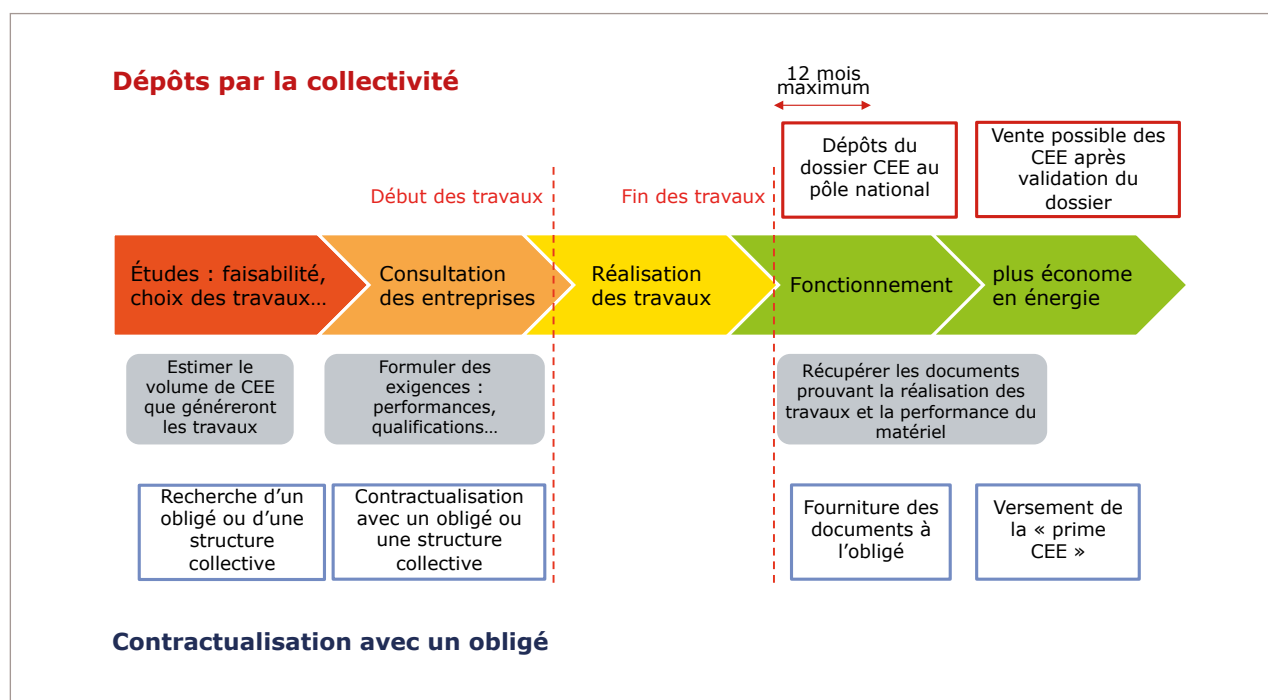 Dépôts par la collectivité
12 mois
maximum
Dépôts du
dossier CEE au
pôle national
Vente possible des
CEE après
validation du
dossier
Début des travaux
Fin des travaux
Études : faisabilité,
choix des travaux…
Consultation
des entreprises
Réalisation
des travaux
Fonctionnement
plus économe
en énergie
Estimer le
volume de CEE
que généreront
les travaux
Formuler des
exigences :
performances,
qualifications…
Récupérer les documents
prouvant la réalisation des
travaux et la performance du
matériel
Recherche d’un
obligé ou d’une
structure
collective
Contractualisation
avec un obligé ou
une structure
collective
Fourniture des
documents à
l’obligé
Versement de
la « prime
CEE »
Contractualisation avec un obligé